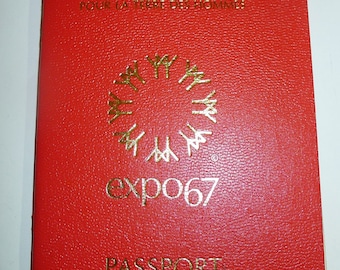 POUR LA TERRE DES HOMMES
expo67
PASSPORT